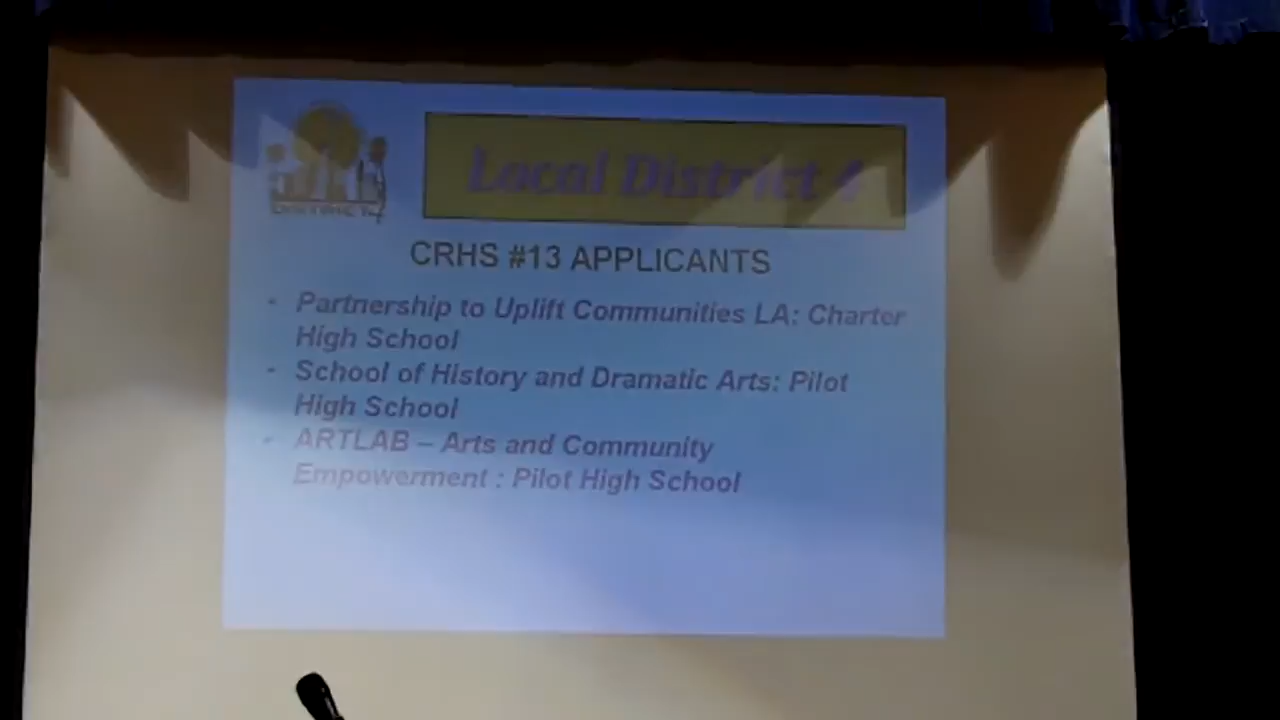 Local District 4
CRHS #13 APPLICANTS
- Partnership to Uplift Communities LA: Charter
High School
- School of History and Dramatic Arts: Pilot
High School
- ARTLAB – Arts and Community
Empowerment : Pilot High School